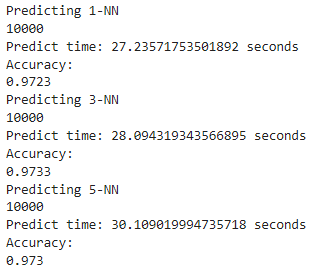 Predicting 1-NN
10000
Predict time: 27.23571753501892 seconds
Accuracy:
0.9723
Predicting 3-NN
10000
Predict time: 28.094319343566895 seconds
Accuracy:
0.9733
Predicting 5-NN
10000
Predict time: 30.109019994735718 seconds
Accuracy:
0.973